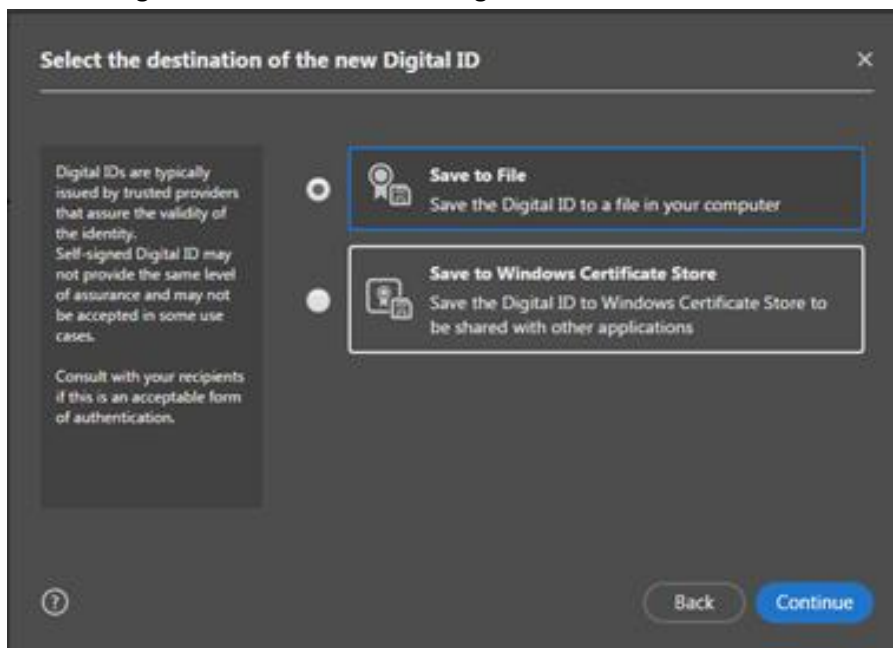 Select the destination of the new Digital ID
Digital IDs are typically
issued by trusted providers
that assure the validity of
the identity.
Self-signed Digital ID may
not provide the same level
of assurance and may not
be accepted in some use
cases.
Consult with your recipients
if this is an acceptable form
of authentication.
Save to File
Save the Digital ID to a file in your computer
Save to Windows Certificate Store
Save the Digital ID to Windows Certificate Store to
be shared with other applications
Back
Continue